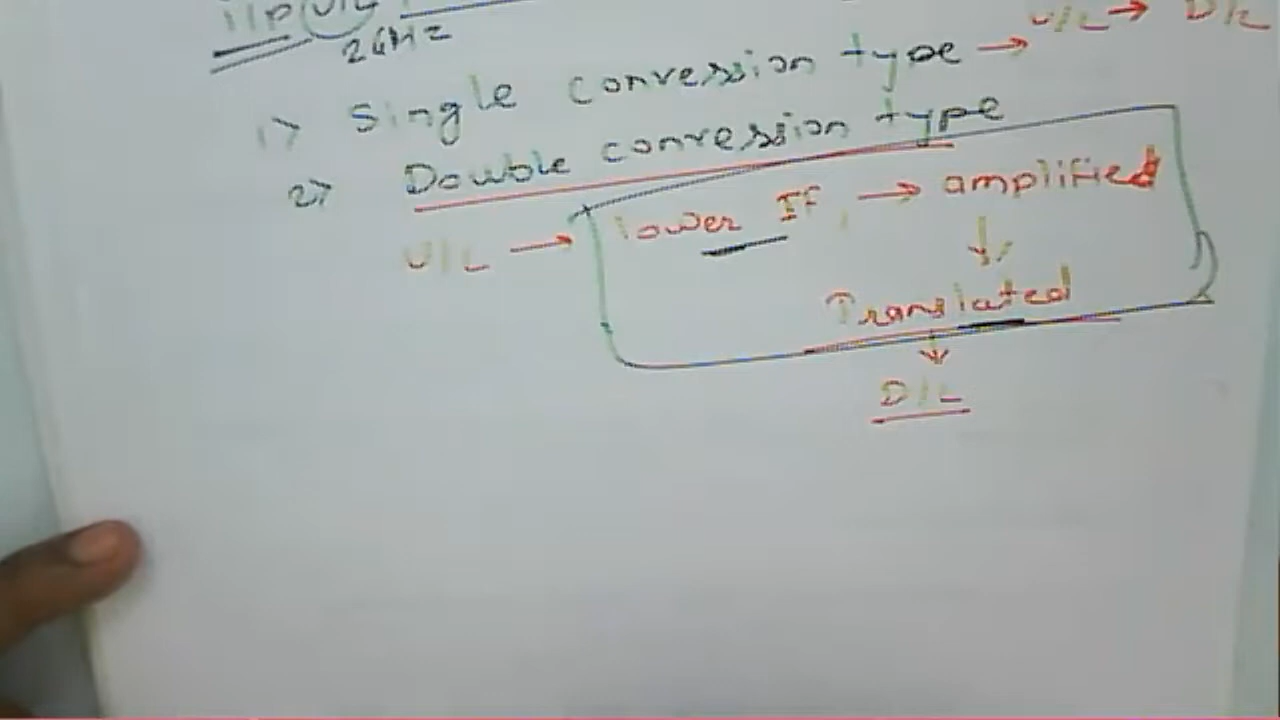 2GHz
1) Single conversion type → U/L → D/L
2) Double conversion type
U/L → lower IF → amplified
↓
Translated
↓
D/L